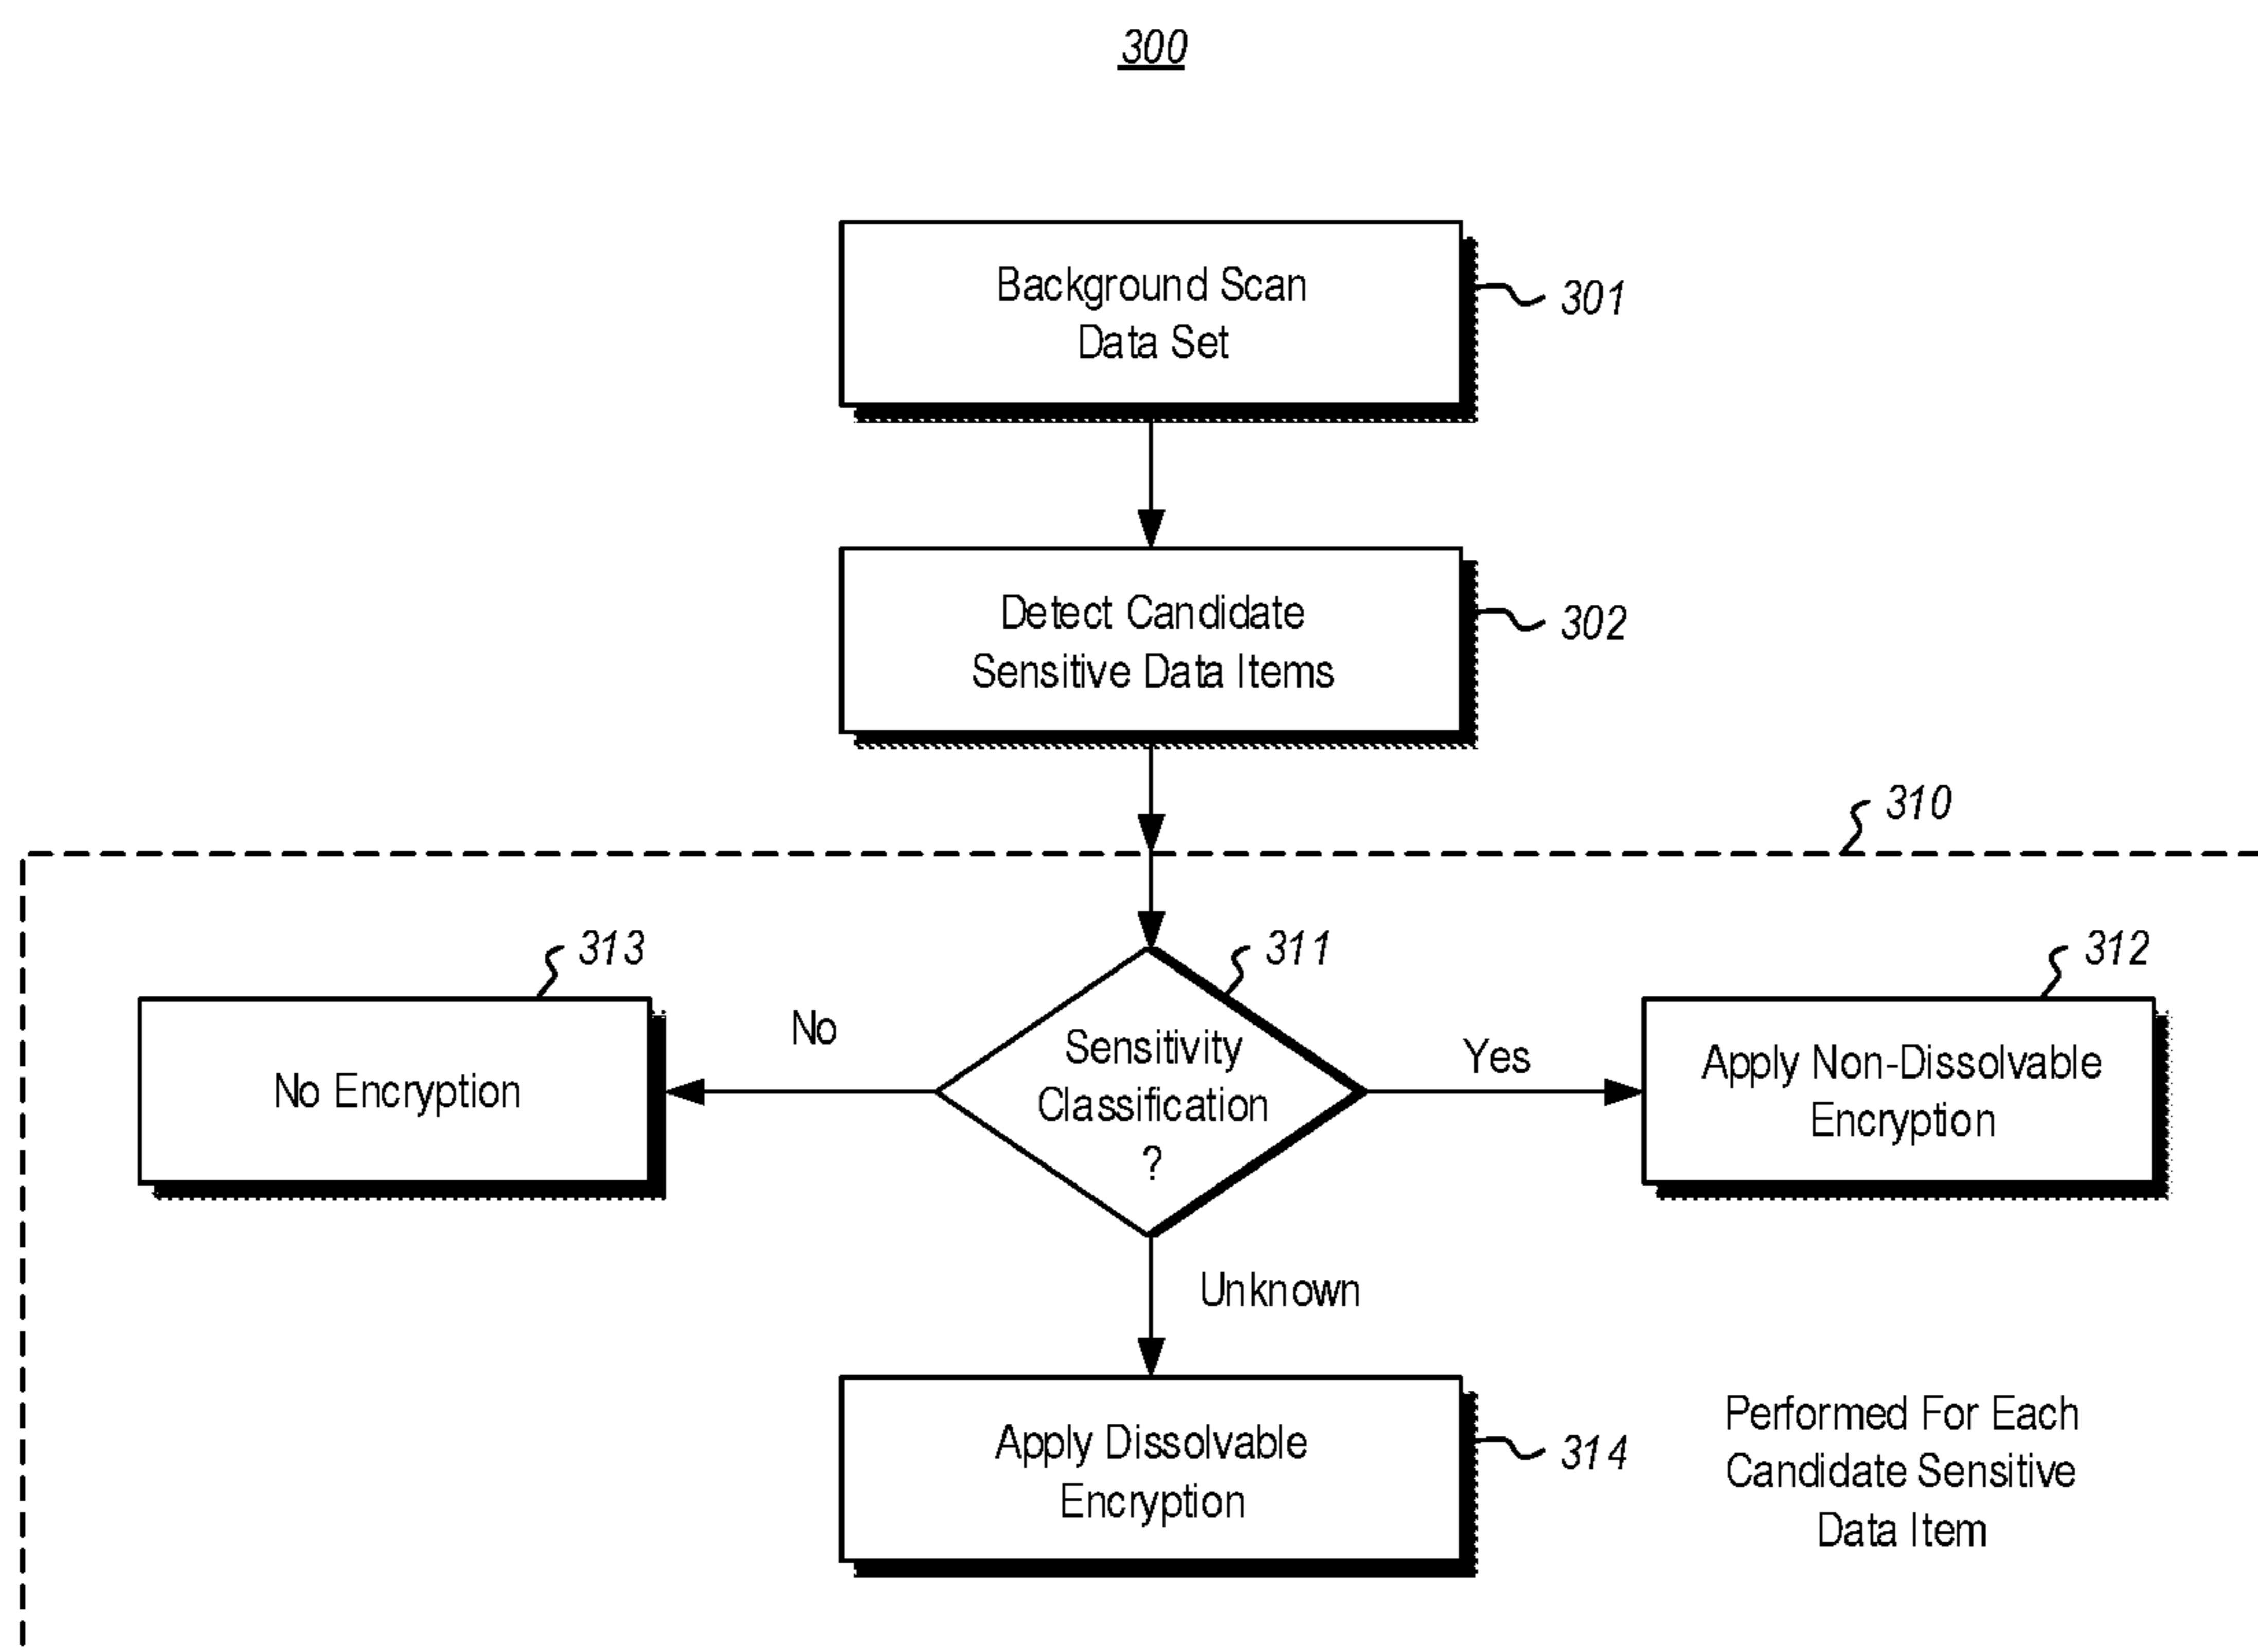 300
Background Scan
Data Set
301
Detect Candidate
Sensitive Data Items
302
310
313
311
312
No Encryption
No
Sensitivity
Classification
?
Yes
Apply Non-Dissolvable
Encryption
Unknown
Apply Dissolvable
Encryption
314
Performed For Each
Candidate Sensitive
Data Item